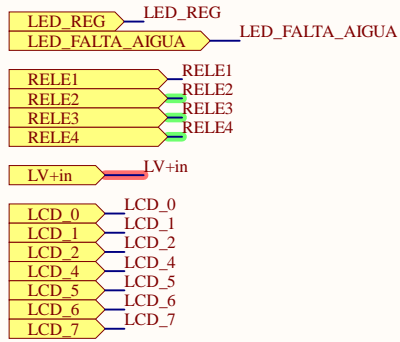 LED_REG LED_REG
LED_FALTA_AIGUA LED_FALTA_AIGUA
RELE1 RELE1
RELE2 RELE2
RELE3 RELE3
RELE4 RELE4
LV+in LV+in
LCD_0 LCD_0
LCD_1 LCD_1
LCD_2 LCD_2
LCD_4 LCD_4
LCD_5 LCD_5
LCD_6 LCD_6
LCD_7 LCD_7